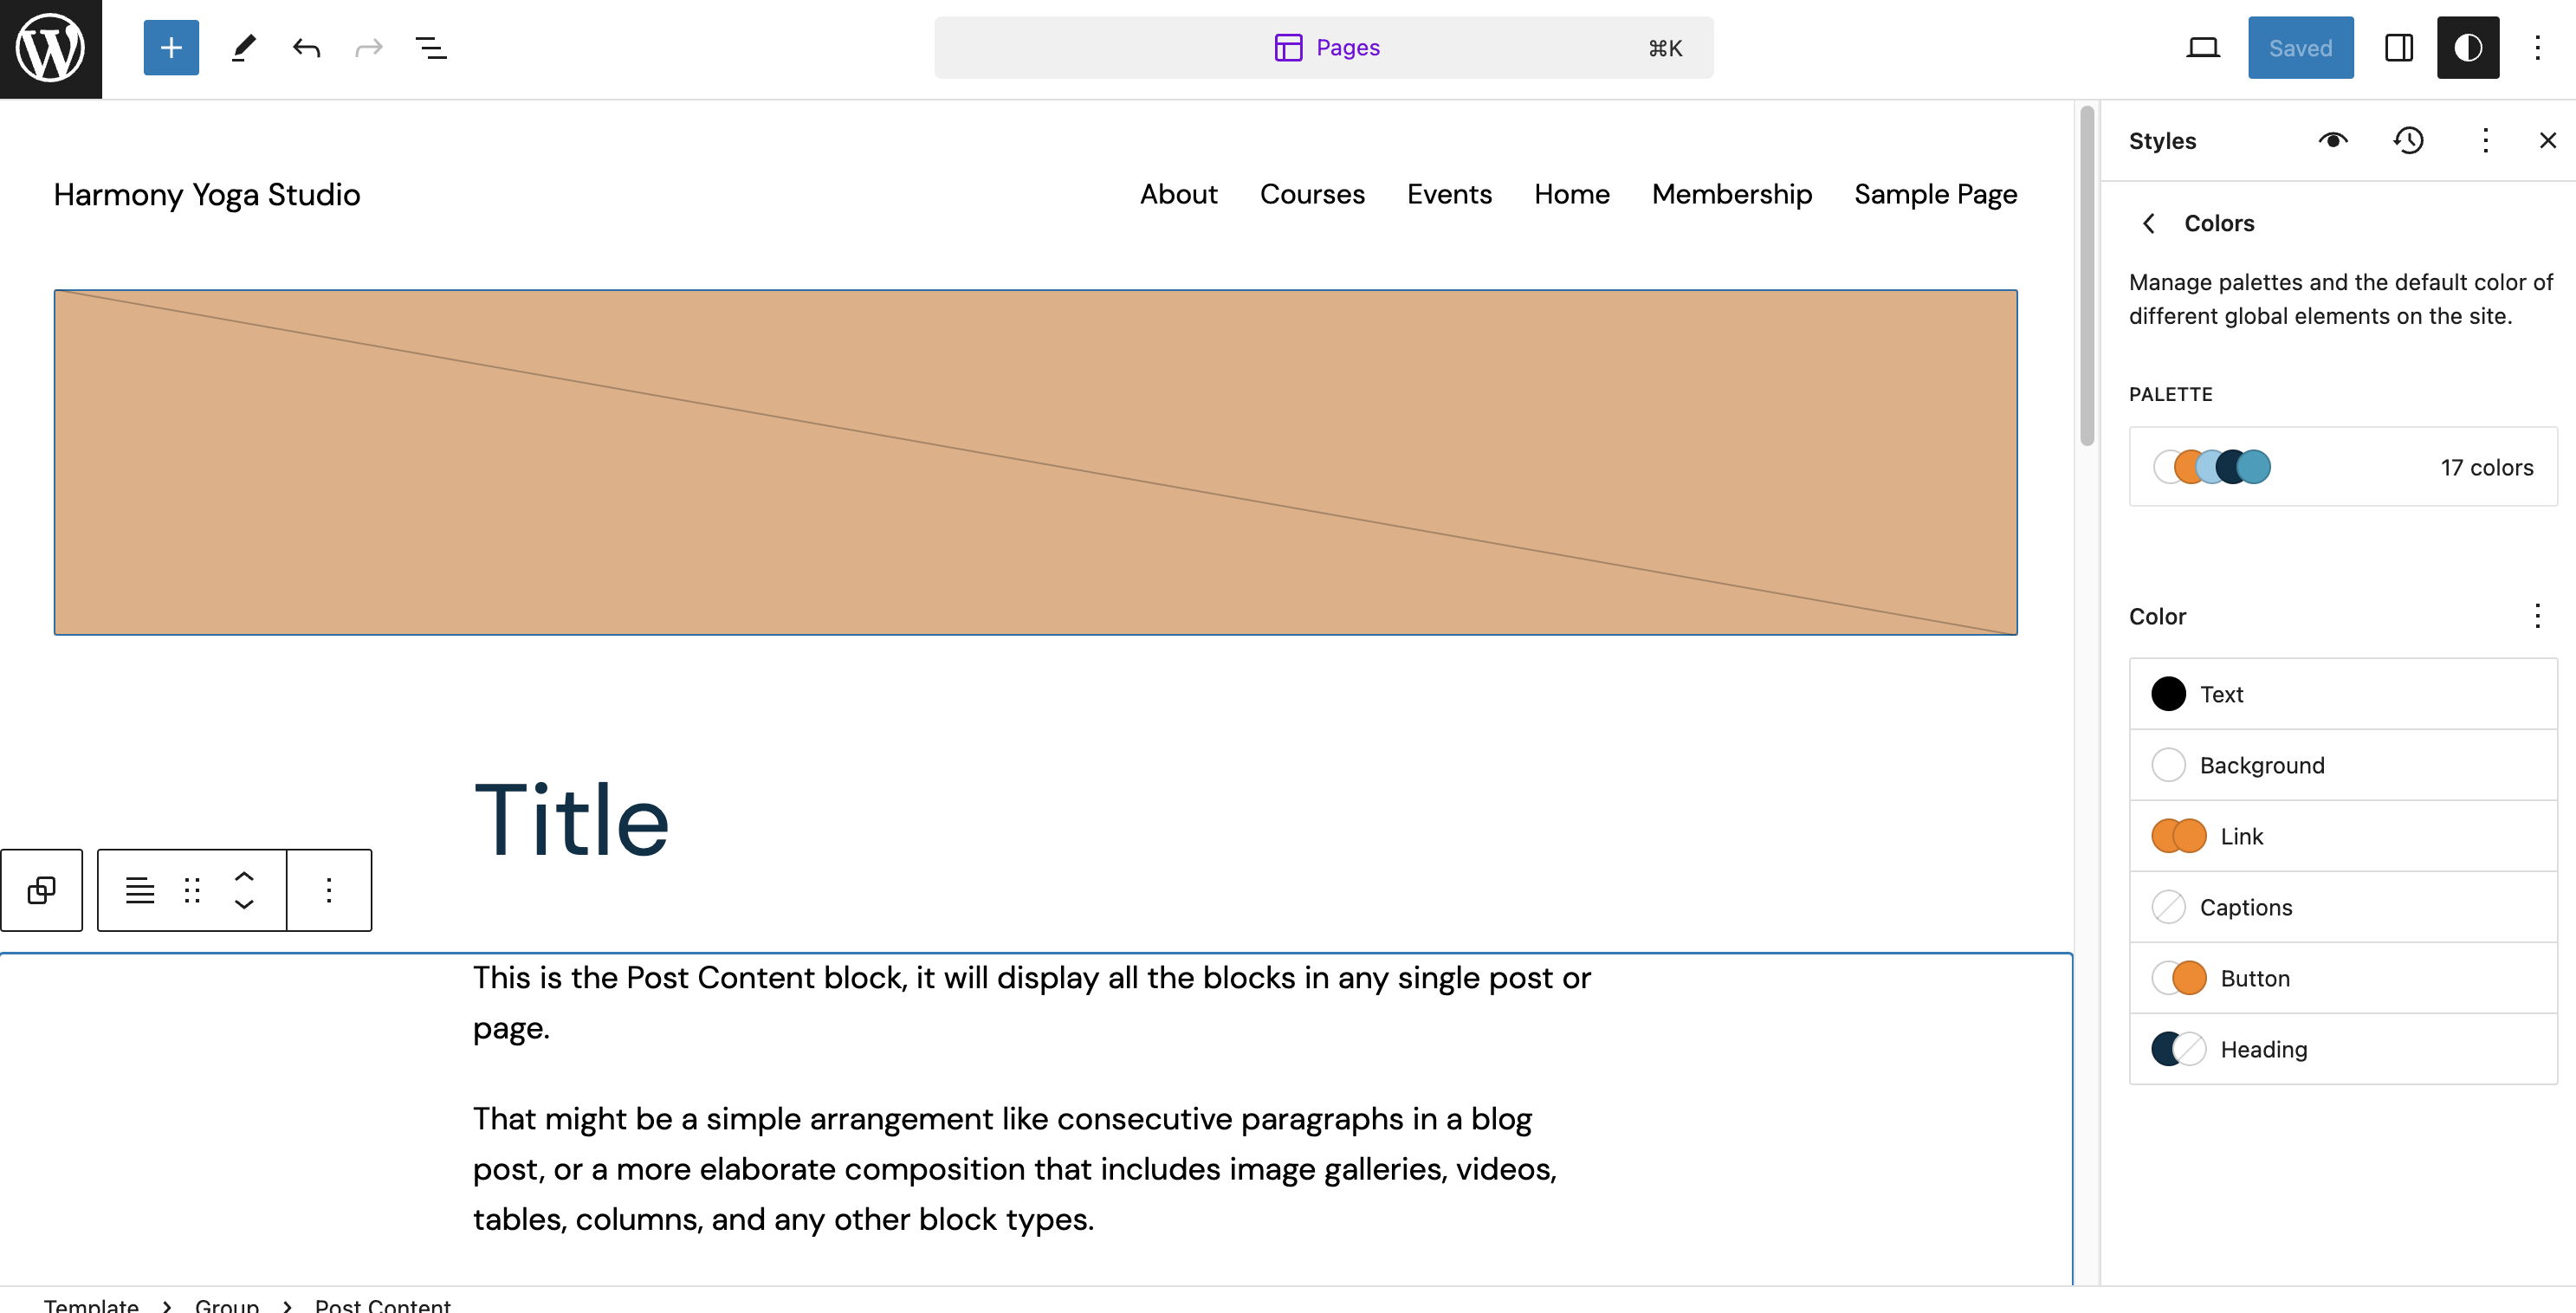 Pages
⌘K
Saved
Harmony Yoga Studio
About
Courses
Events
Home
Membership
Sample Page
Title
This is the Post Content block, it will display all the blocks in any single post or
page.
That might be a simple arrangement like consecutive paragraphs in a blog
post, or a more elaborate composition that includes image galleries, videos,
tables, columns, and any other block types.
Template > Group > Post Content
Styles
Colors
Manage palettes and the default color of
different global elements on the site.
PALETTE
17 colors
Color
Text
Background
Link
Captions
Button
Heading